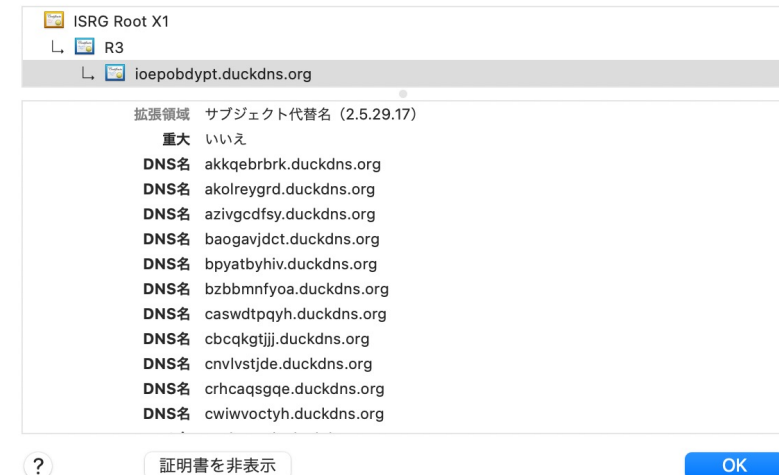 ISRG Root X1
R3
ioepobdypt.duckdns.org
拡張領域 サブジェクト代替名（2.5.29.17）
重大 いいえ
DNS名 akkqebrbrk.duckdns.org
DNS名 akolreygrd.duckdns.org
DNS名 azivgcdfsy.duckdns.org
DNS名 baogavjdct.duckdns.org
DNS名 bpyatbyhiv.duckdns.org
DNS名 bzbbmnfyoa.duckdns.org
DNS名 caswdtpqyh.duckdns.org
DNS名 cbcqkgtjjj.duckdns.org
DNS名 cnvlvstjde.duckdns.org
DNS名 crhcaqsgqe.duckdns.org
DNS名 cwiwvoctyh.duckdns.org
? 証明書を非表示 OK